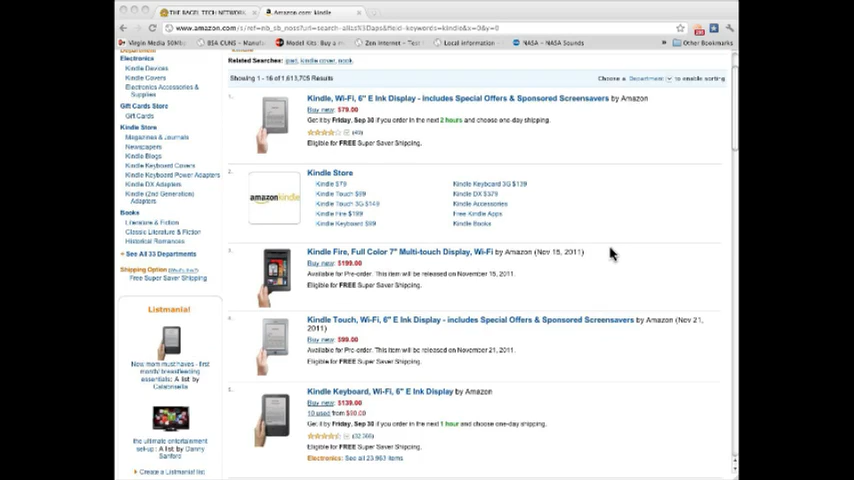 THE BAGEL TECH NETWORK
Amazon.com: kindle
www.amazon.com/s/ref=nb_sb_noss?url=search-alias%3Daps&field-keywords=kindle&x=0&y=0
Virgin Media 50Mb
Model Kit: Buy a m
Zen Internet - Test
Local information
NASA - NASA Sounds
Other Bookmarks
Related Searches: ipad, kindle cover, nook.
Showing 1 - 16 of 1,613,705 Results
Choose a Department to enable sorting
Electronics
Kindle Devices
Kindle Covers
Electronics Accessories &
Supplies
Gift Cards Store
Gift Cards
Kindle Store
Magazines & Journals
Newspapers
Kindle Blogs
Kindle Keyboard Covers
Kindle Keyboard Power Adapters
Kindle DX Adapters
Kindle (2nd Generation)
Adapters
Books
Literature & Fiction
Classic Literature & Fiction
Historical Romances
See All 33 Departments
Shipping Option
Free Super Saver Shipping
Listmania!
New mom must haves - first
month/ breastfeeding
essentials: A list by
the ultimate entertainment
set-up : A list by Danny
Sanford
Create a Listmania! list
1.
Kindle, Wi-Fi, 6" E Ink Display - includes Special Offers & Sponsored Screensavers by Amazon
Buy new: $79.00
Get it by Friday, Sep 30 if you order in the next 2 hours and choose one-day shipping.
Eligible for FREE Super Saver Shipping.
2.
Kindle Store
amazonkindle
Kindle $79
Kindle Touch $99
Kindle Touch 3G $149
Kindle Fire $199
Kindle Keyboard $99
Kindle Keyboard 3G $139
Kindle DX $379
Kindle Accessories
Free Kindle Apps
Kindle Books
3.
Kindle Fire, Full Color 7" Multi-touch Display, Wi-Fi by Amazon (Nov 15, 2011)
Buy new: $199.00
Available for Pre-order. This item will be released on November 15, 2011.
Eligible for FREE Super Saver Shipping.
4.
Kindle Touch, Wi-Fi, 6" E Ink Display - includes Special Offers & Sponsored Screensavers by Amazon (Nov 21,
2011)
Buy new: $99.00
Available for Pre-order. This item will be released on November 21, 2011.
Eligible for FREE Super Saver Shipping.
5.
Kindle Keyboard, Wi-Fi, 6" E Ink Display by Amazon
Buy new: $139.00
10 used from $90.00
Get it by Friday, Sep 30 if you order in the next 1 hour and choose one-day shipping.
Eligible for FREE Super Saver Shipping.
Electronics: See all 23,963 items